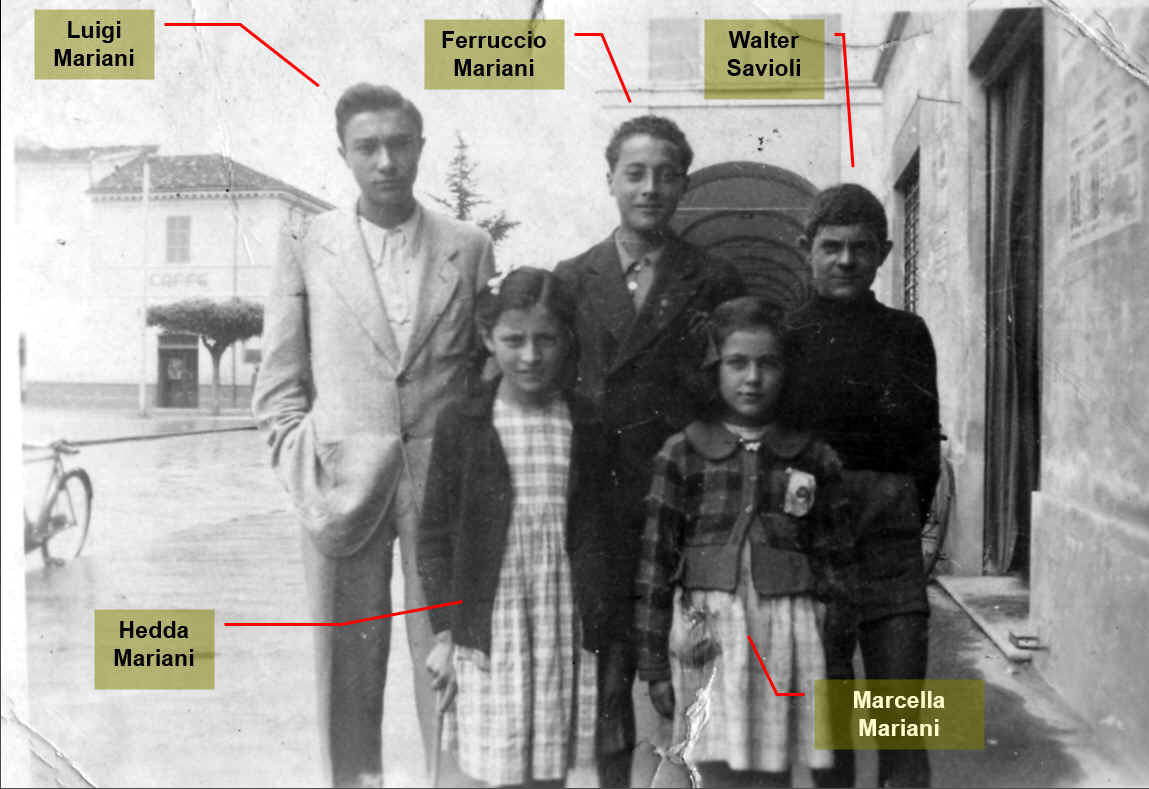 Luigi
Mariani
Ferruccio
Mariani
Walter
Savioli
CAFFE
Hedda
Mariani
Marcella
Mariani